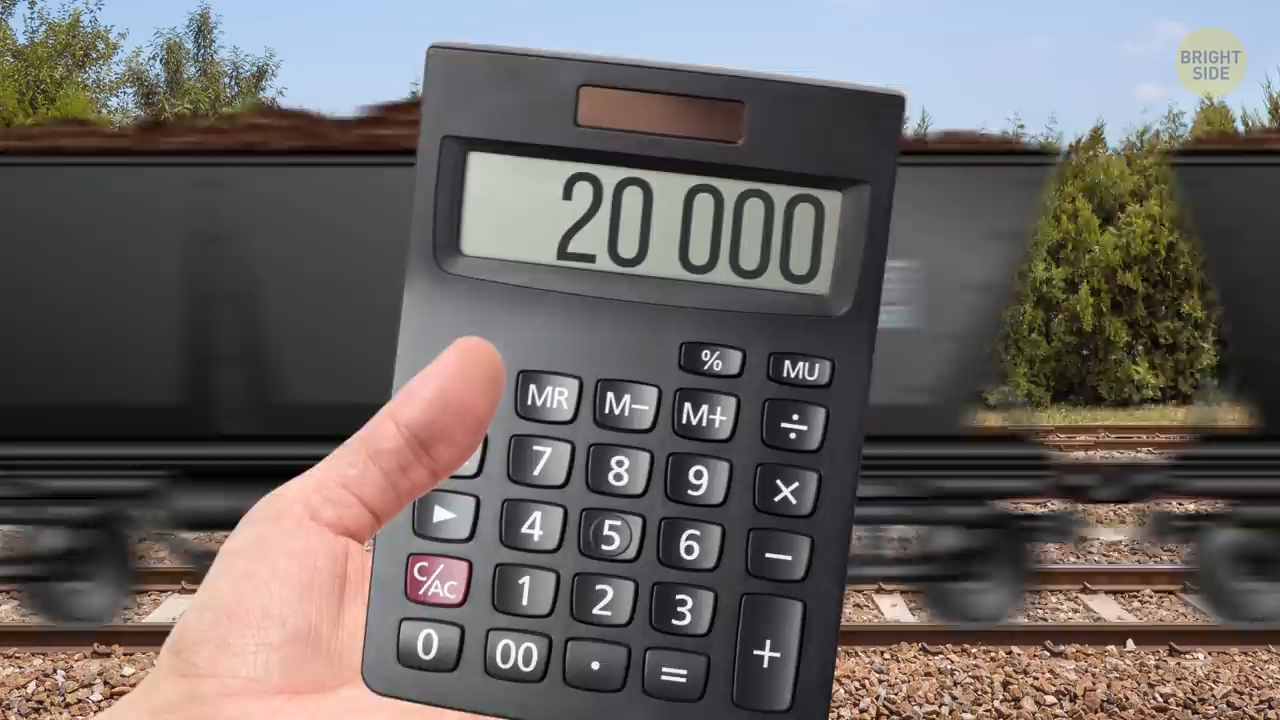 BRIGHT
SIDE
20 000
% MU
MR M− M+ ÷
7 8 9 ×
▶ 4 5 6 −
C/AC 1 2 3 +
0 00 . =